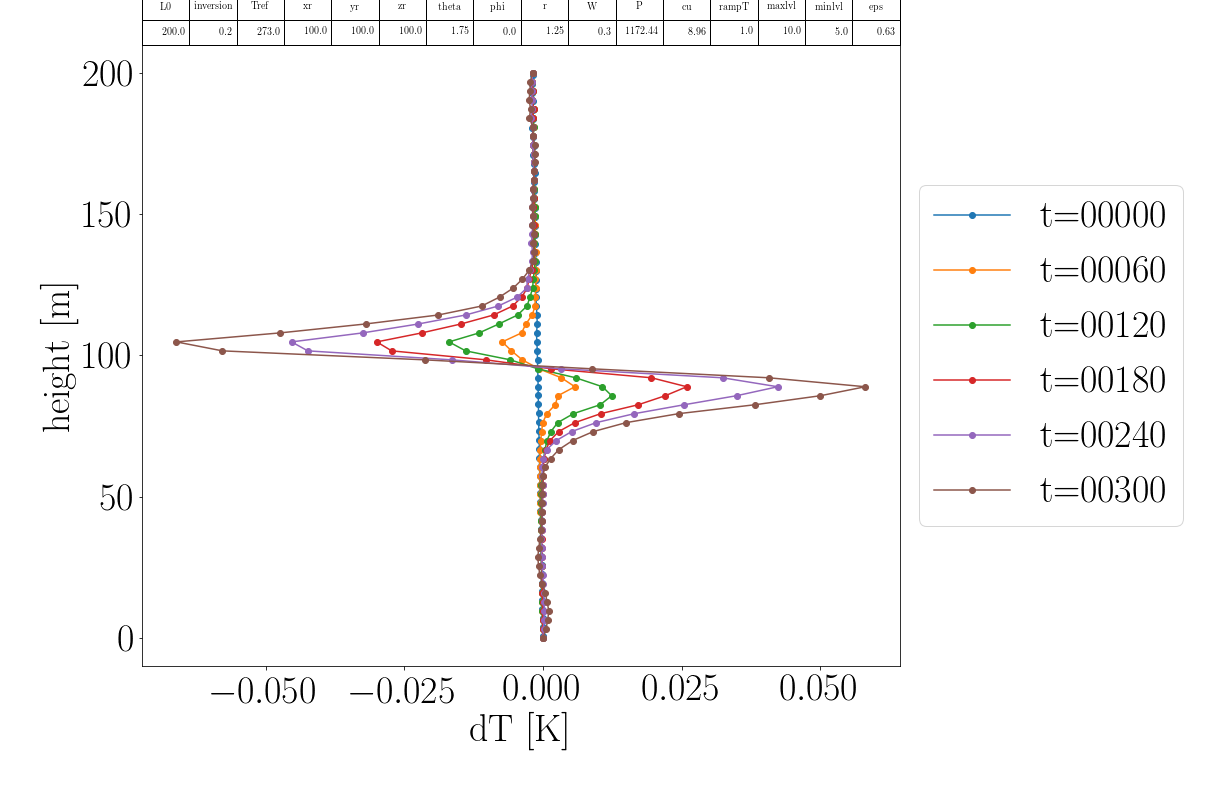 L0 inversion Tref xr yr zr theta phi r W P cu rampT maxlvl minlvl eps
200.0 0.2 273.0 100.0 100.0 100.0 1.75 0.0 1.25 0.3 1172.44 8.96 1.0 10.0 5.0 0.63
200
150
100
50
0
height [m]
−0.050 −0.025 0.000 0.025 0.050
dT [K]
t=00000
t=00060
t=00120
t=00180
t=00240
t=00300